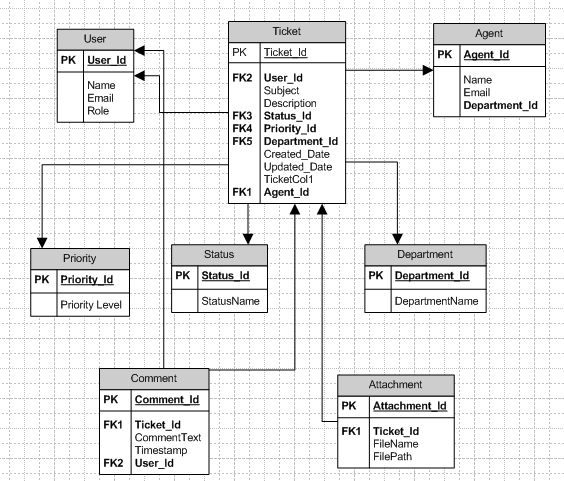 User
PK User_Id
Name
Email
Role
Ticket
PK Ticket_Id
FK2 User_Id
Subject
Description
FK3 Status_Id
FK4 Priority_Id
FK5 Department_Id
Created_Date
Updated_Date
TicketCol1
FK1 Agent_Id
Agent
PK Agent_Id
Name
Email
Department_Id
Priority
PK Priority_Id
Priority Level
Status
PK Status_Id
StatusName
Department
PK Department_Id
DepartmentName
Comment
PK Comment_Id
FK1 Ticket_Id
CommentText
Timestamp
FK2 User_Id
Attachment
PK Attachment_Id
FK1 Ticket_Id
FileName
FilePath